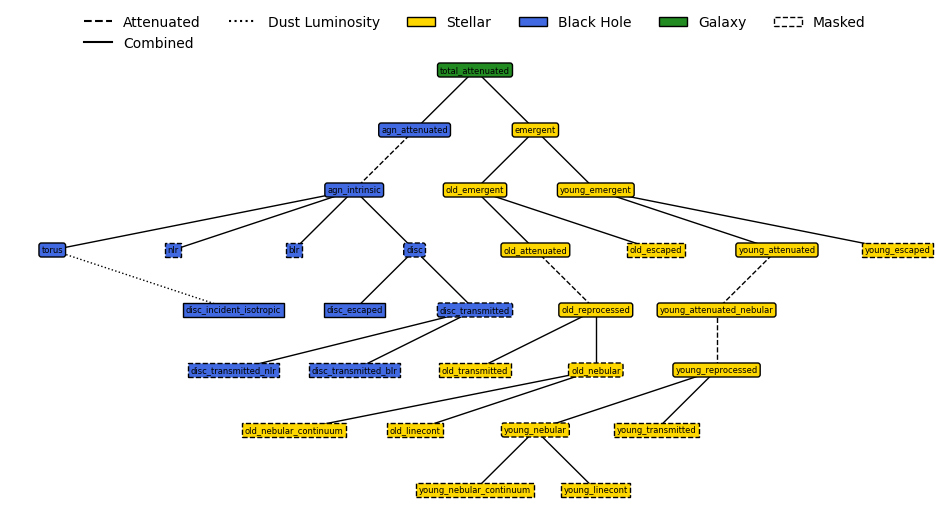 Attenuated Dust Luminosity Stellar Black Hole Galaxy Masked
Combined
total_attenuated
agn_attenuated emergent
agn_intrinsic old_emergent young_emergent
torus nlr blr disc old_attenuated old_escaped young_attenuated young_escaped
disc_incident_isotropic disc_escaped disc_transmitted old_reprocessed young_attenuated_nebular
disc_transmitted_nlr disc_transmitted_blr old_transmitted old_nebular young_reprocessed
old_nebular_continuum old_linecont young_nebular young_transmitted
young_nebular_continuum young_linecont